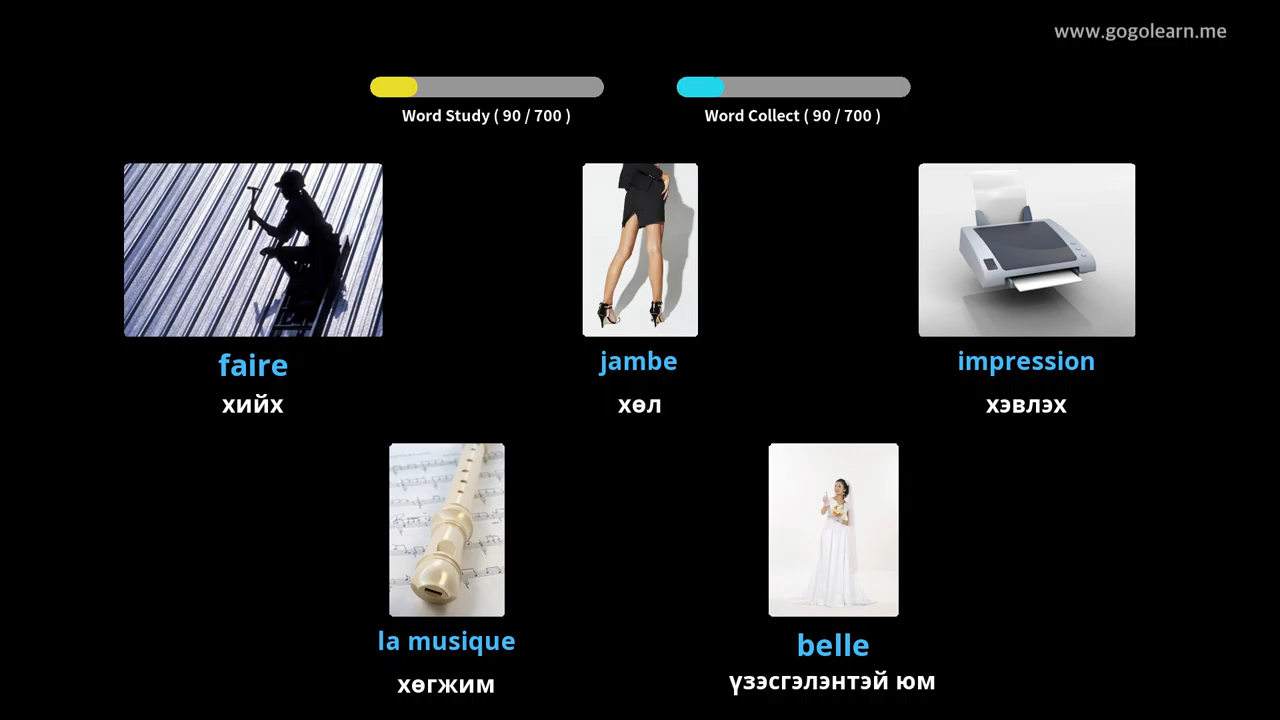 www.gogolearn.me
Word Study ( 90 / 700 )
Word Collect ( 90 / 700 )
faire
jambe
impression
хийх
хөл
хэвлэх
la musique
belle
хөгжим
үзэсгэлэнтэй юм